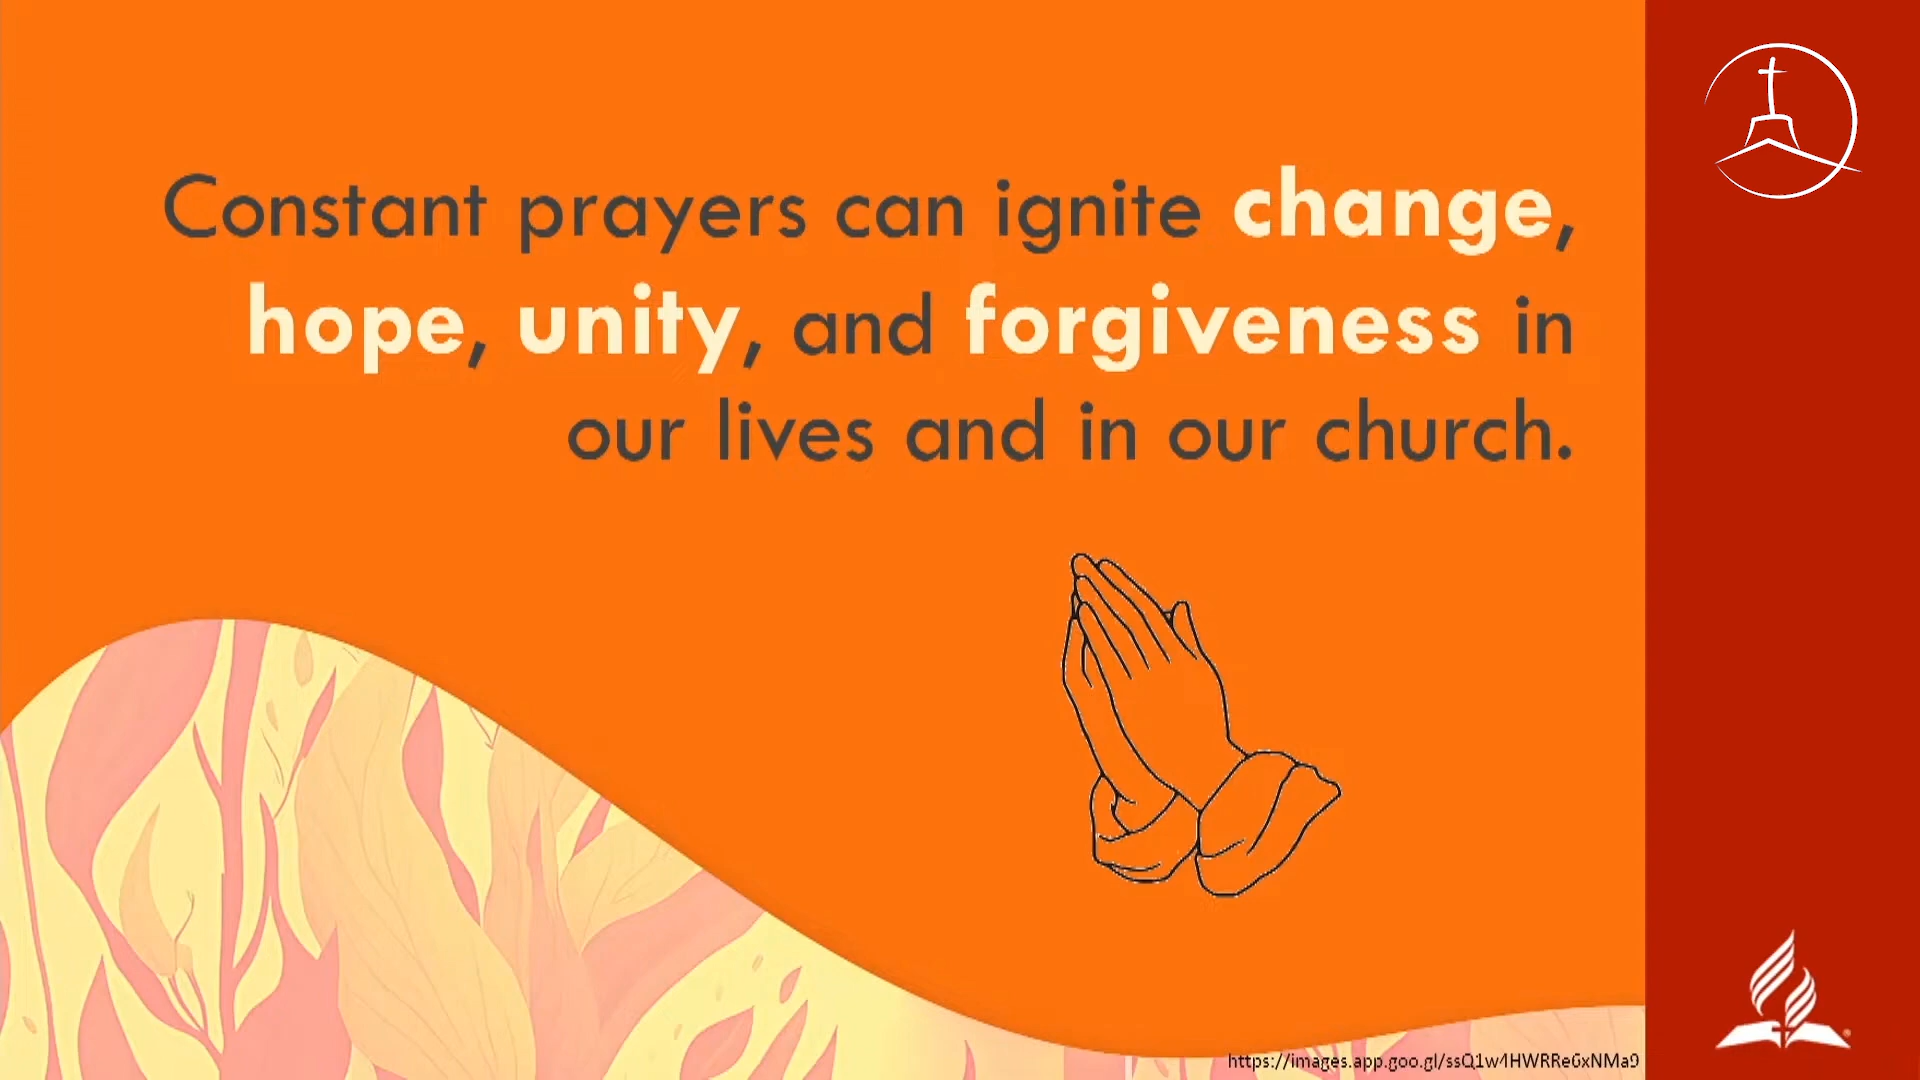 Constant prayers can ignite change,
hope, unity, and forgiveness in
our lives and in our church.
https://images.app.goo.gl/ssQ1w4HWRRe6xNMa9